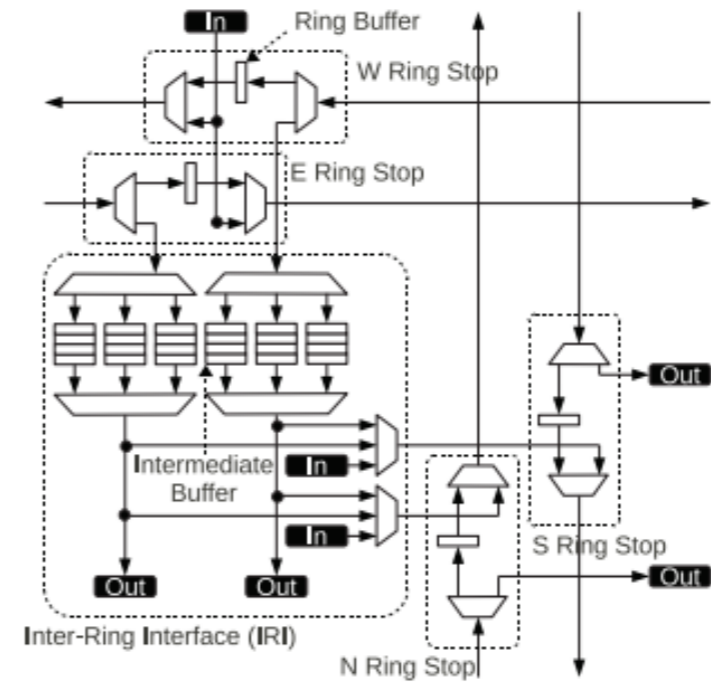 In
Ring Buffer
W Ring Stop
E Ring Stop
Out
Intermediate
Buffer
In
In
S Ring Stop
Out
Out
Out
Inter-Ring Interface (IRI)
N Ring Stop